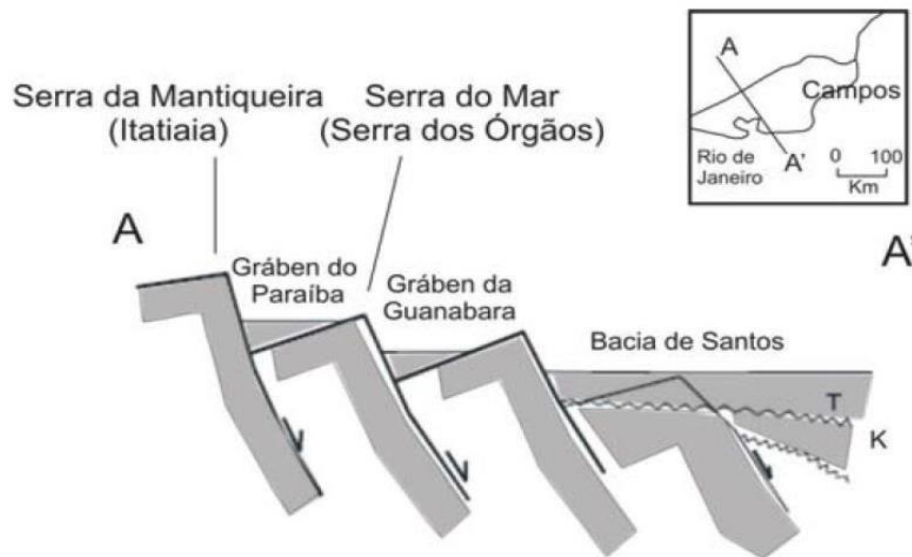 Serra da Mantiqueira
(Itatiaia)
Serra do Mar
(Serra dos Órgãos)
A
Campos
Rio de
Janeiro
A'
0 100
Km
A
A'
Gráben do
Paraíba
Gráben da
Guanabara
Bacia de Santos
T
K